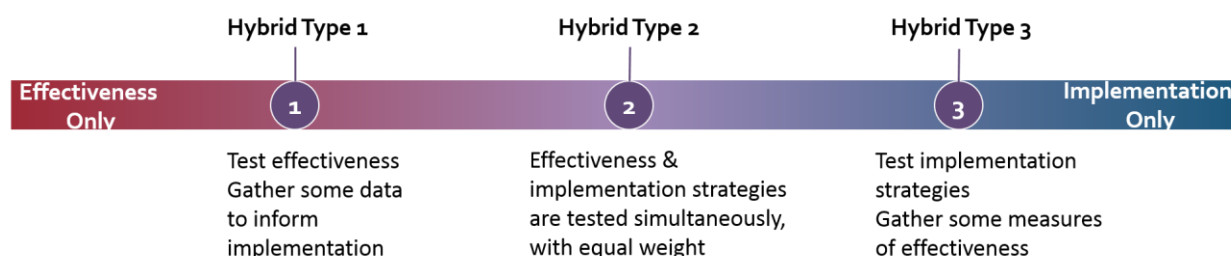 Hybrid Type 1
Hybrid Type 2
Hybrid Type 3
Effectiveness
Only
1
2
3
Implementation
Only
Test effectiveness
Gather some data
to inform
implementation
Effectiveness &
implementation strategies
are tested simultaneously,
with equal weight
Test implementation
strategies
Gather some measures
of effectiveness